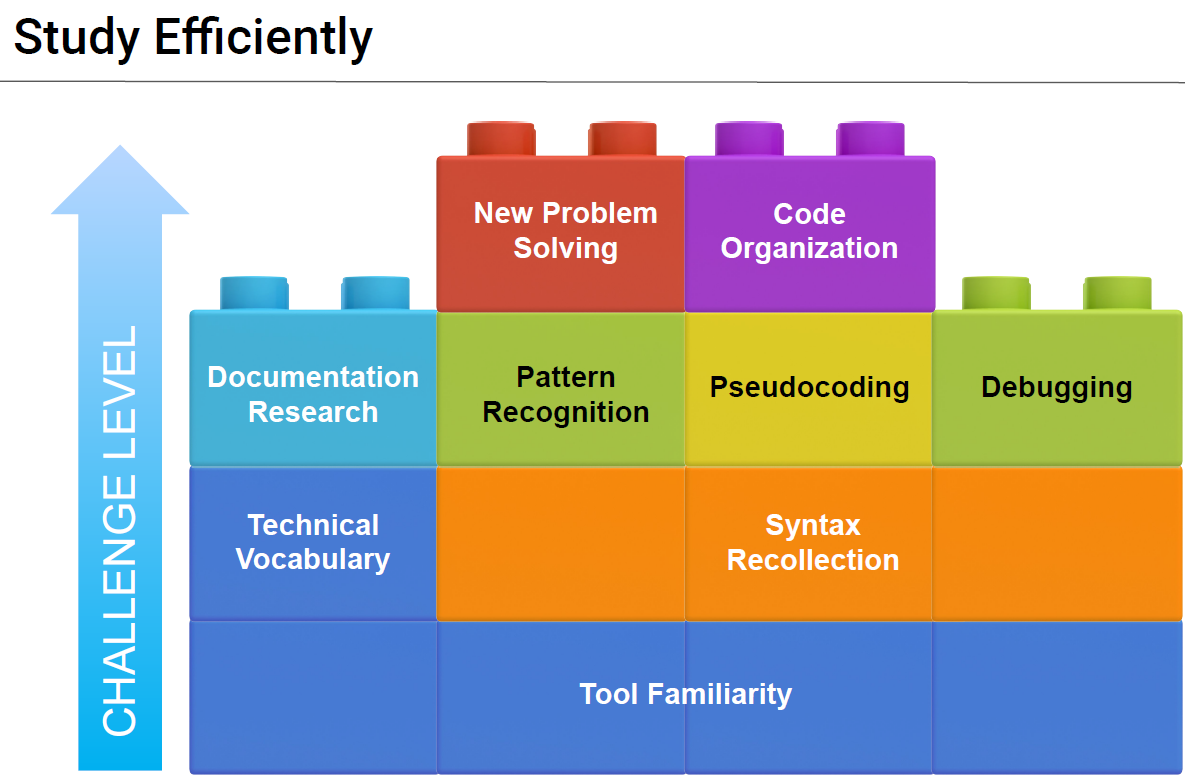 Study Efficiently
CHALLENGE LEVEL
New Problem
Solving
Code
Organization
Documentation
Research
Pattern
Recognition
Pseudocoding
Debugging
Technical
Vocabulary
Syntax
Recollection
Tool Familiarity